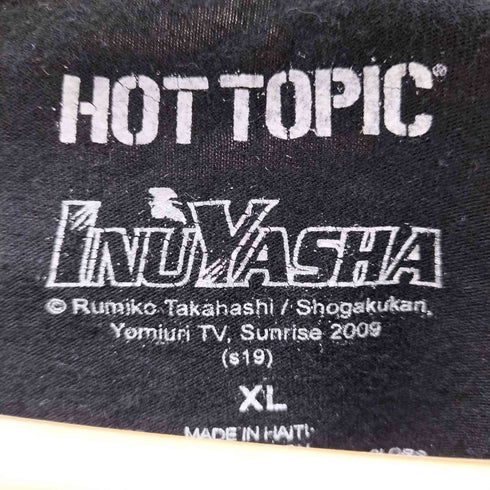 HOT TOPIC®
INUYASHA
© Rumiko Takahashi / Shogakukan,
Yomiuri TV, Sunrise 2009
(s19)
XL
MADE IN HAITI